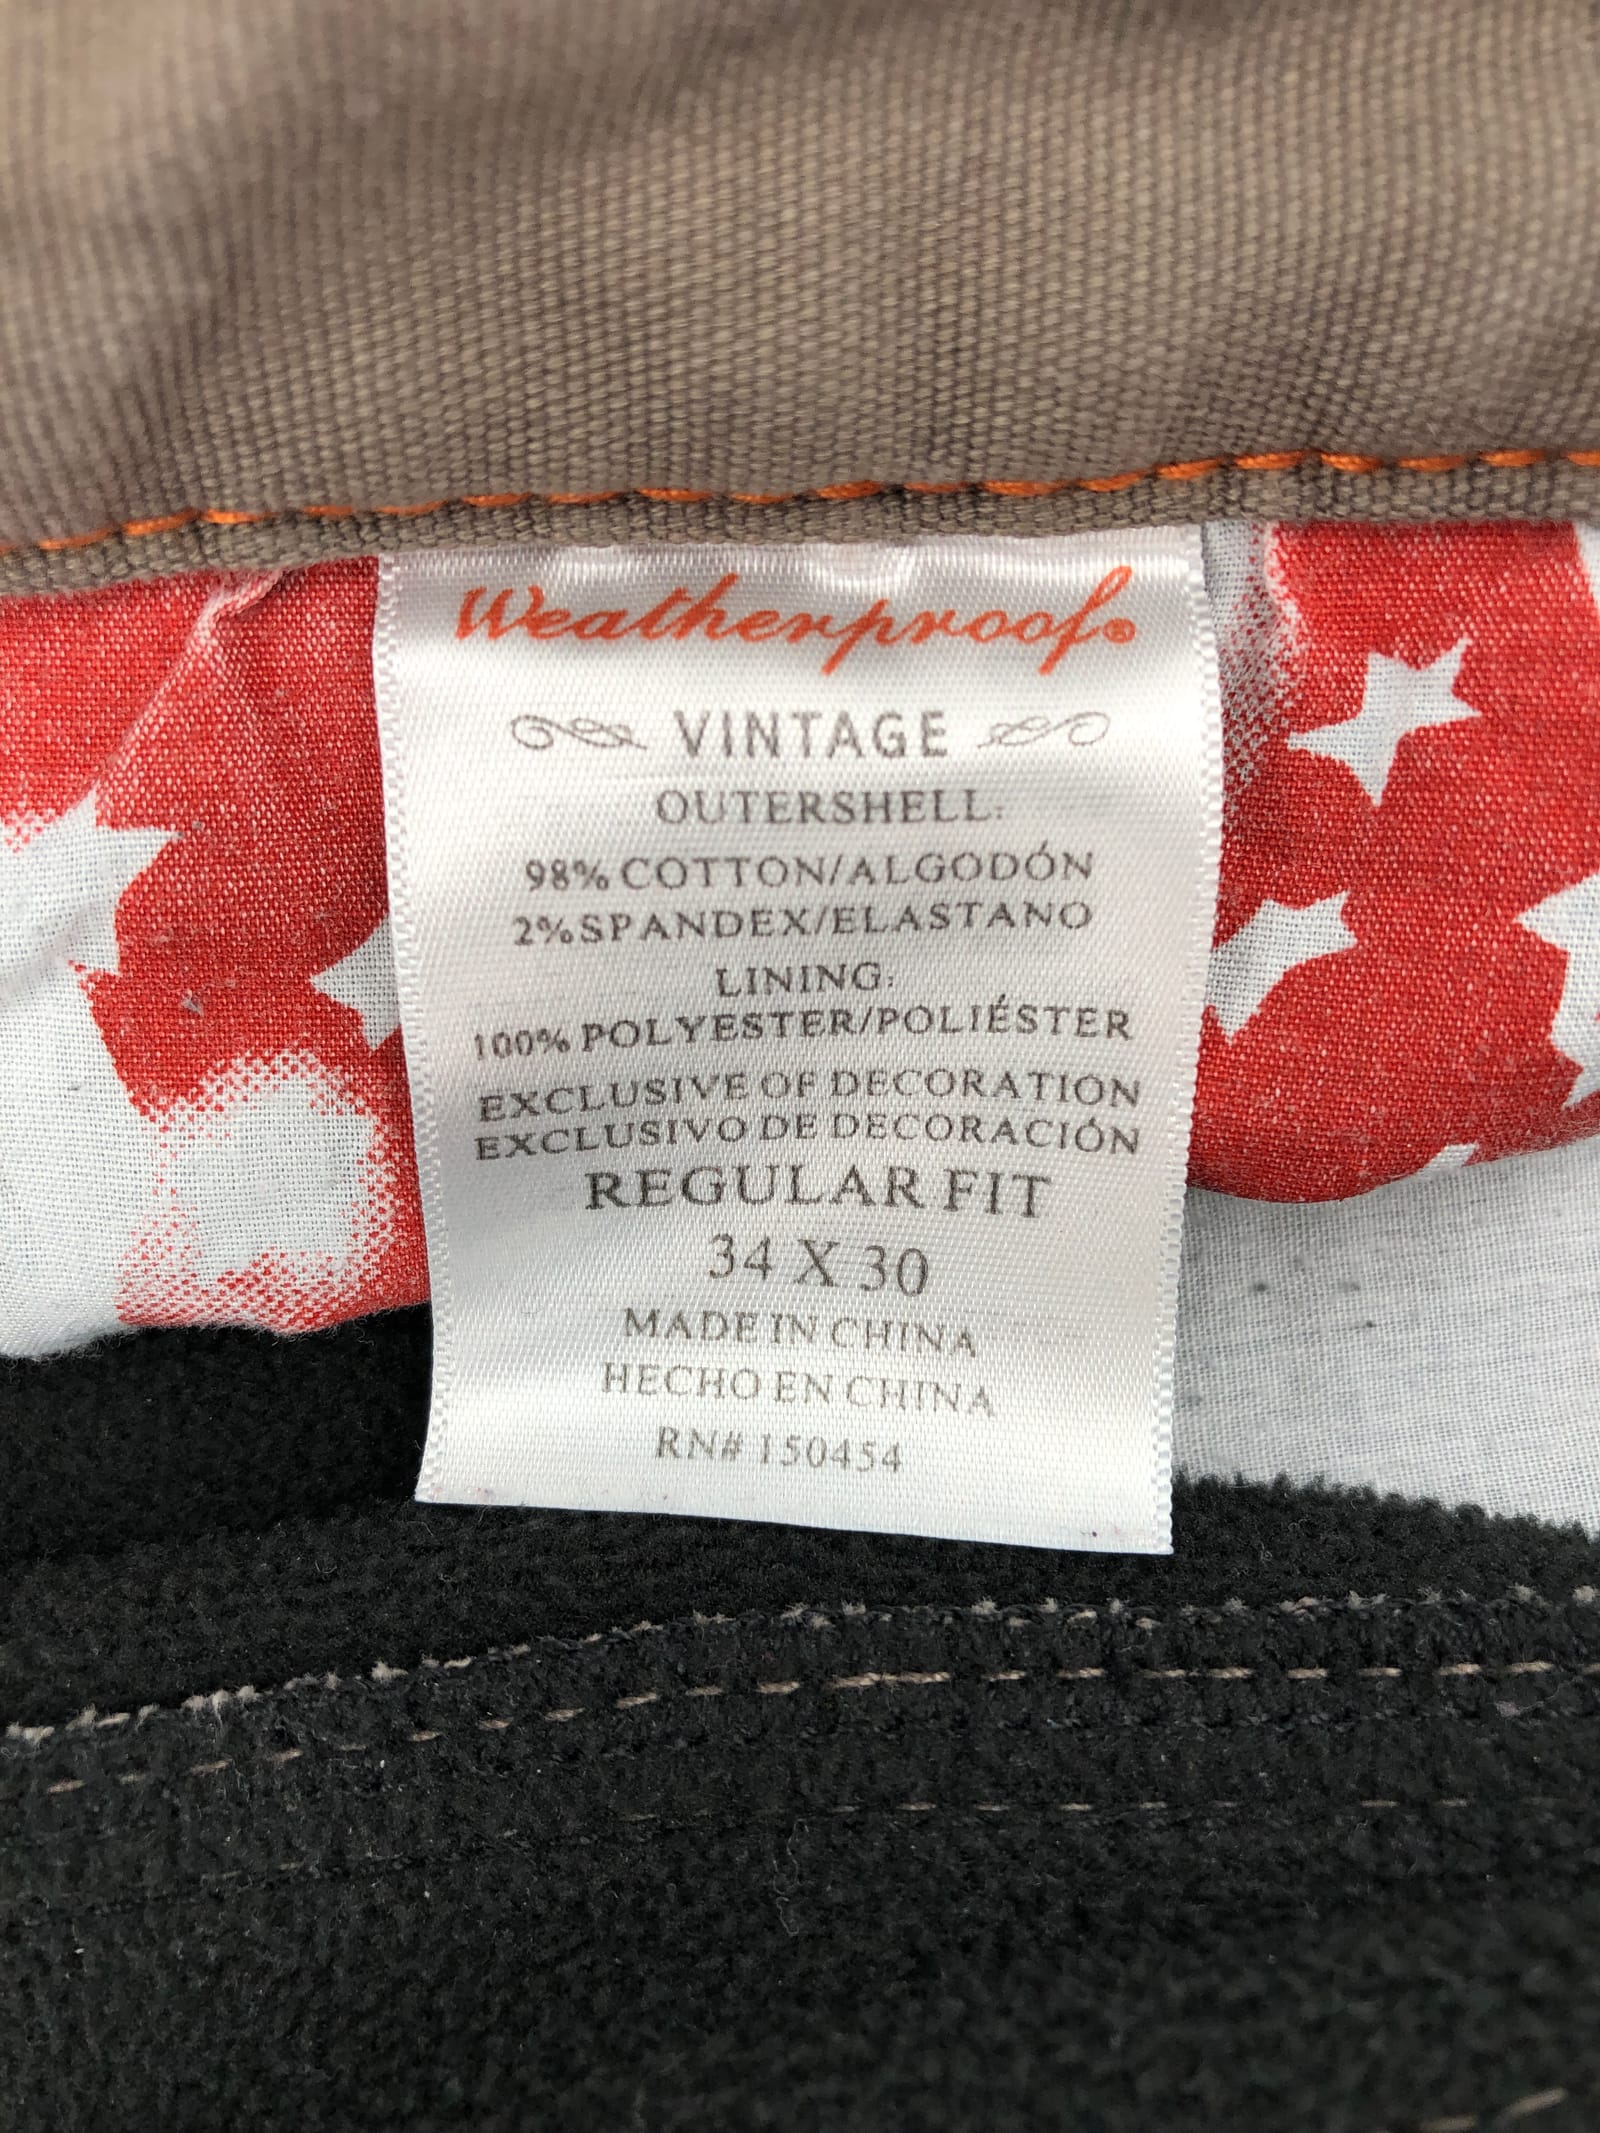 Weatherproof®
VINTAGE
OUTERSHELL:
98% COTTON/ALGODÓN
2% SPANDEX/ELASTANO
LINING:
100% POLYESTER/POLIÉSTER
EXCLUSIVE OF DECORATION
EXCLUSIVO DE DECORACIÓN
REGULAR FIT
34 X 30
MADE IN CHINA
HECHO EN CHINA
RN# 150454